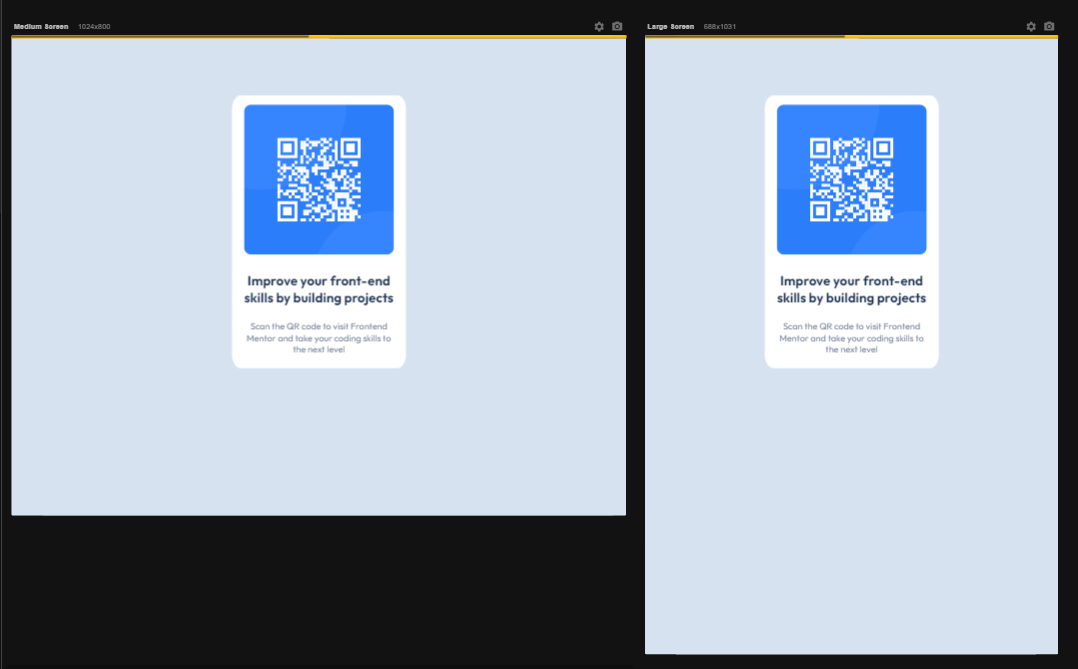 Medium Screen 1024x800
Improve your front-end
skills by building projects
Scan the QR code to visit Frontend
Mentor and take your coding skills to
the next level
Large Screen 688x1031
Improve your front-end
skills by building projects
Scan the QR code to visit Frontend
Mentor and take your coding skills to
the next level